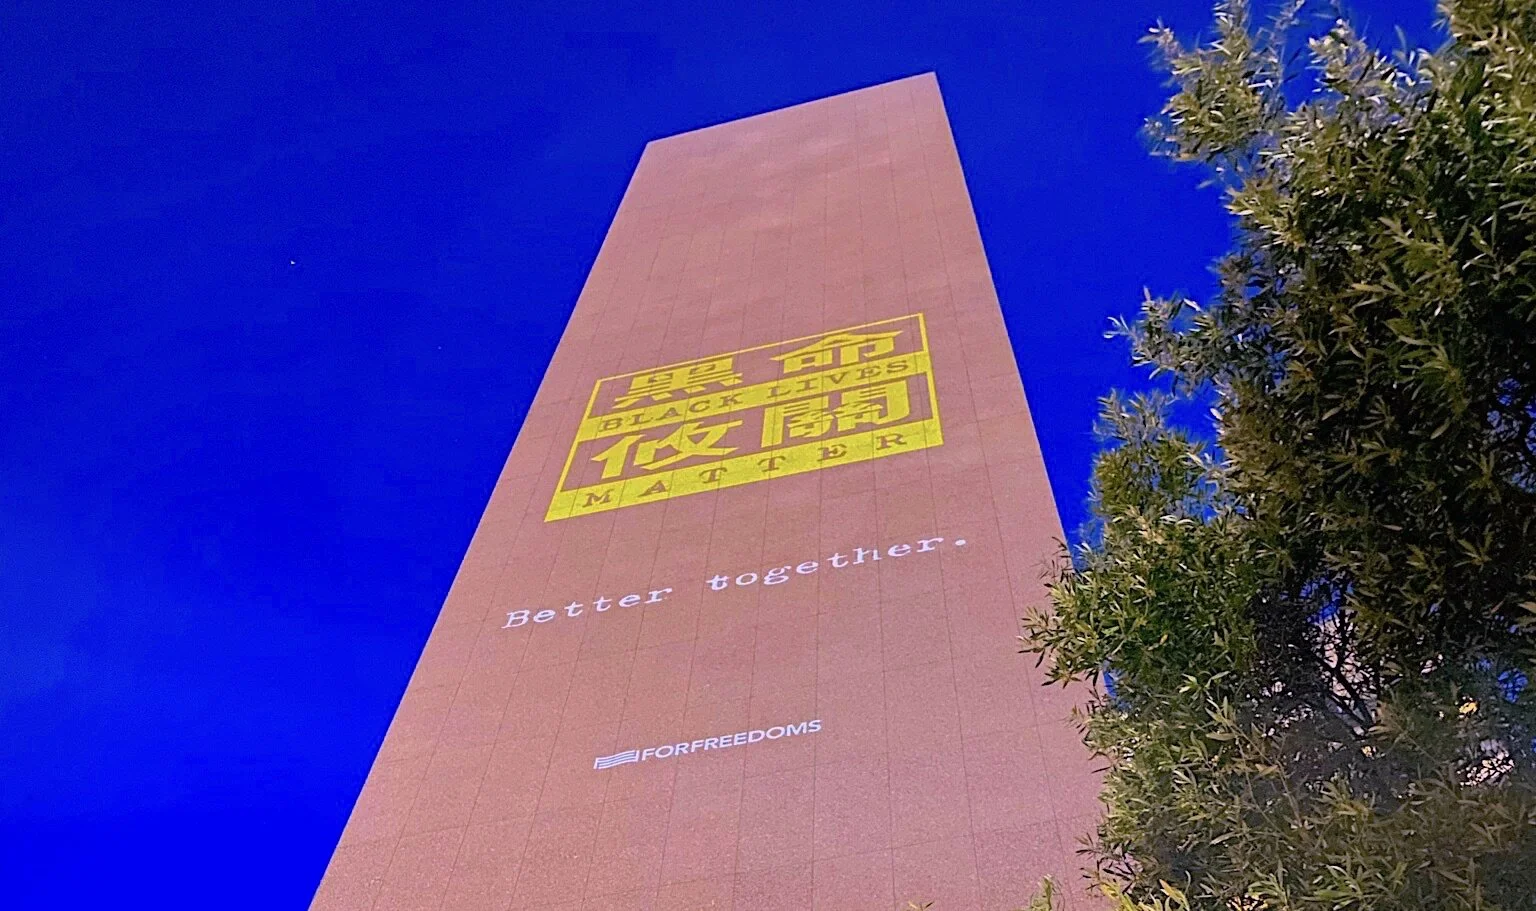 黑命
BLACK LIVES
攸關
MATTER
Better together.
FORFREEDOMS